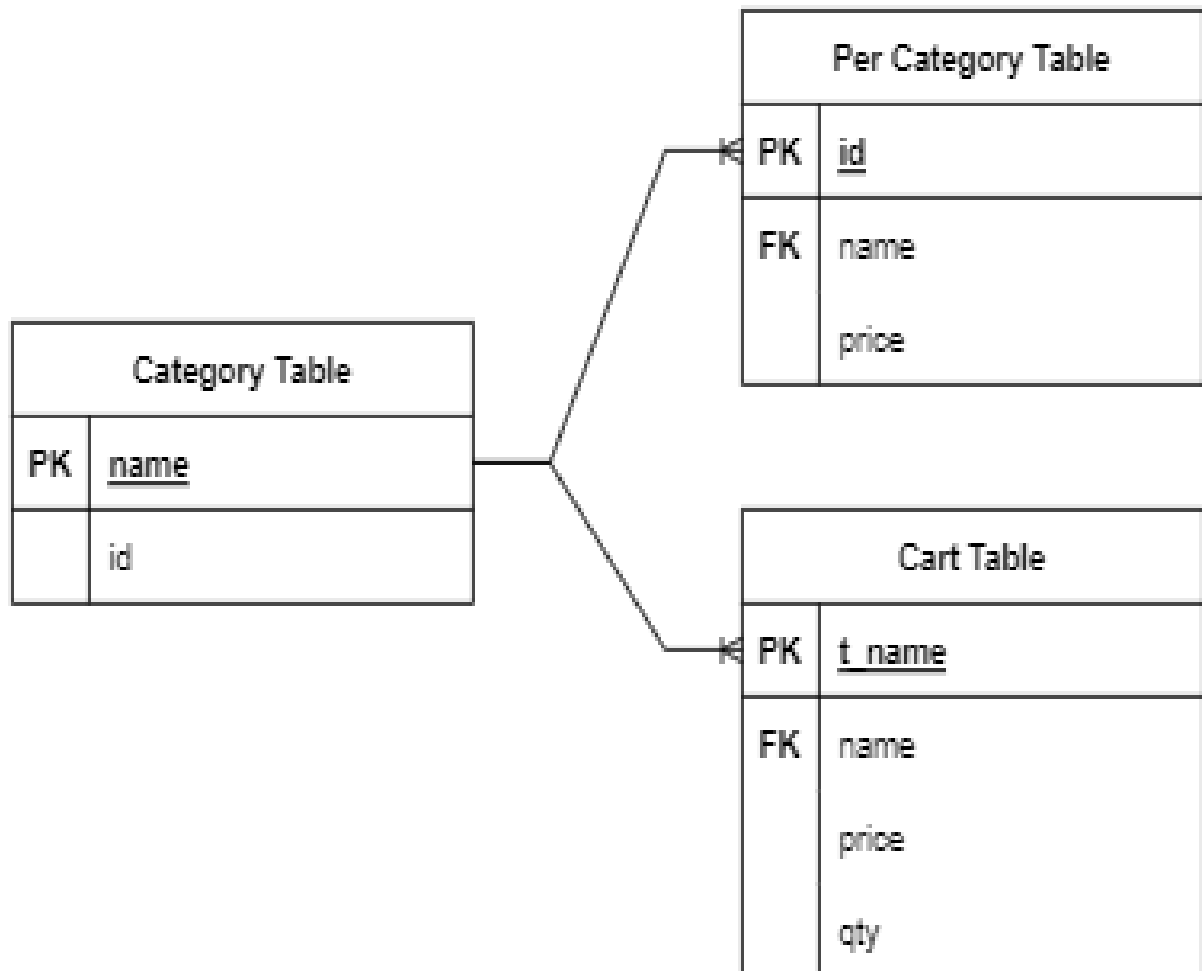 Per Category Table
PK id
FK name
price
Category Table
PK name
id
Cart Table
PK t_name
FK name
price
qty